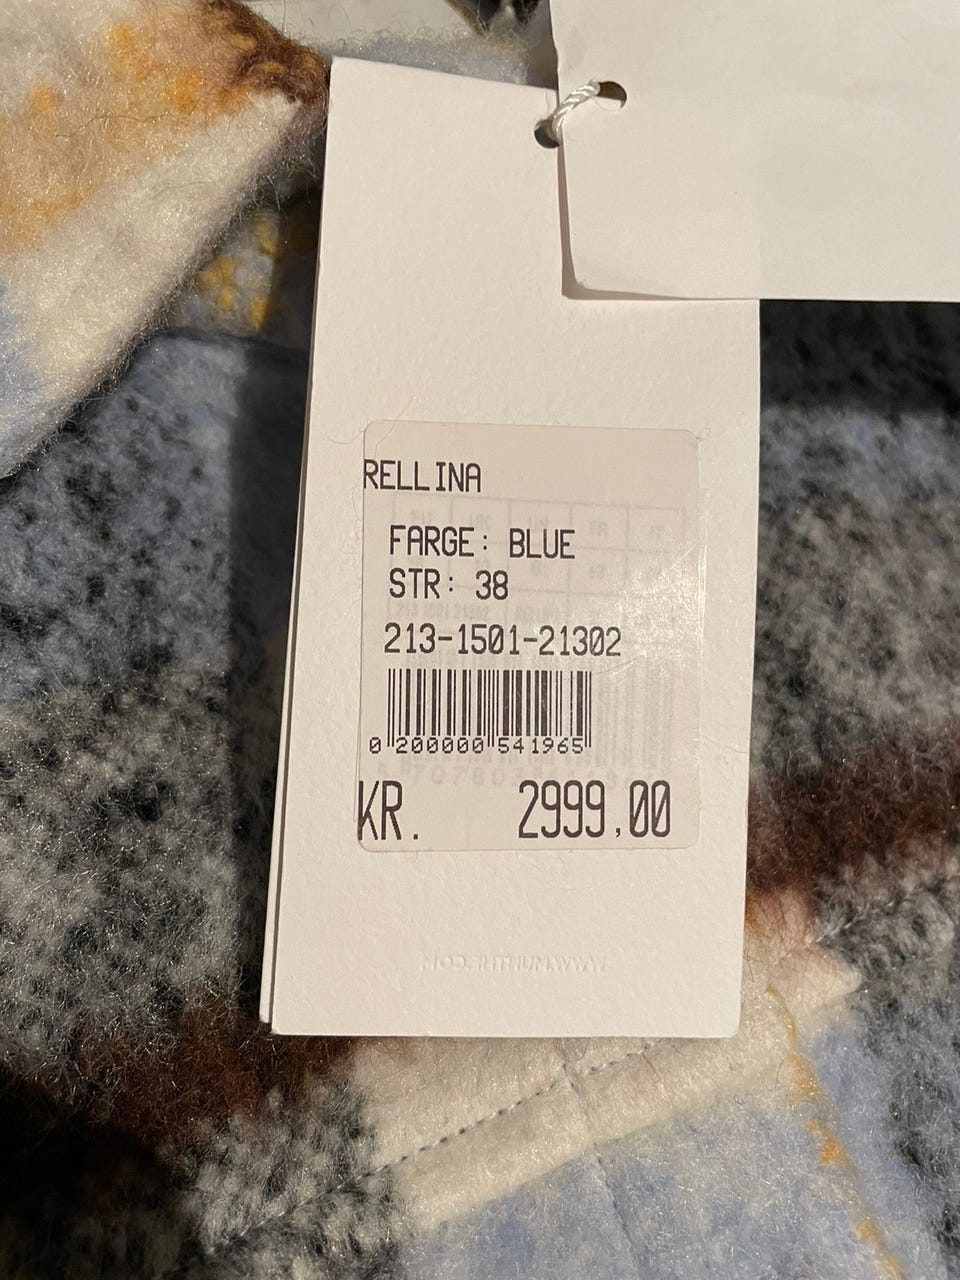 RELLINA
FARGE: BLUE
STR: 38
213-1501-21302
0 200000 541965
KR. 2999,00